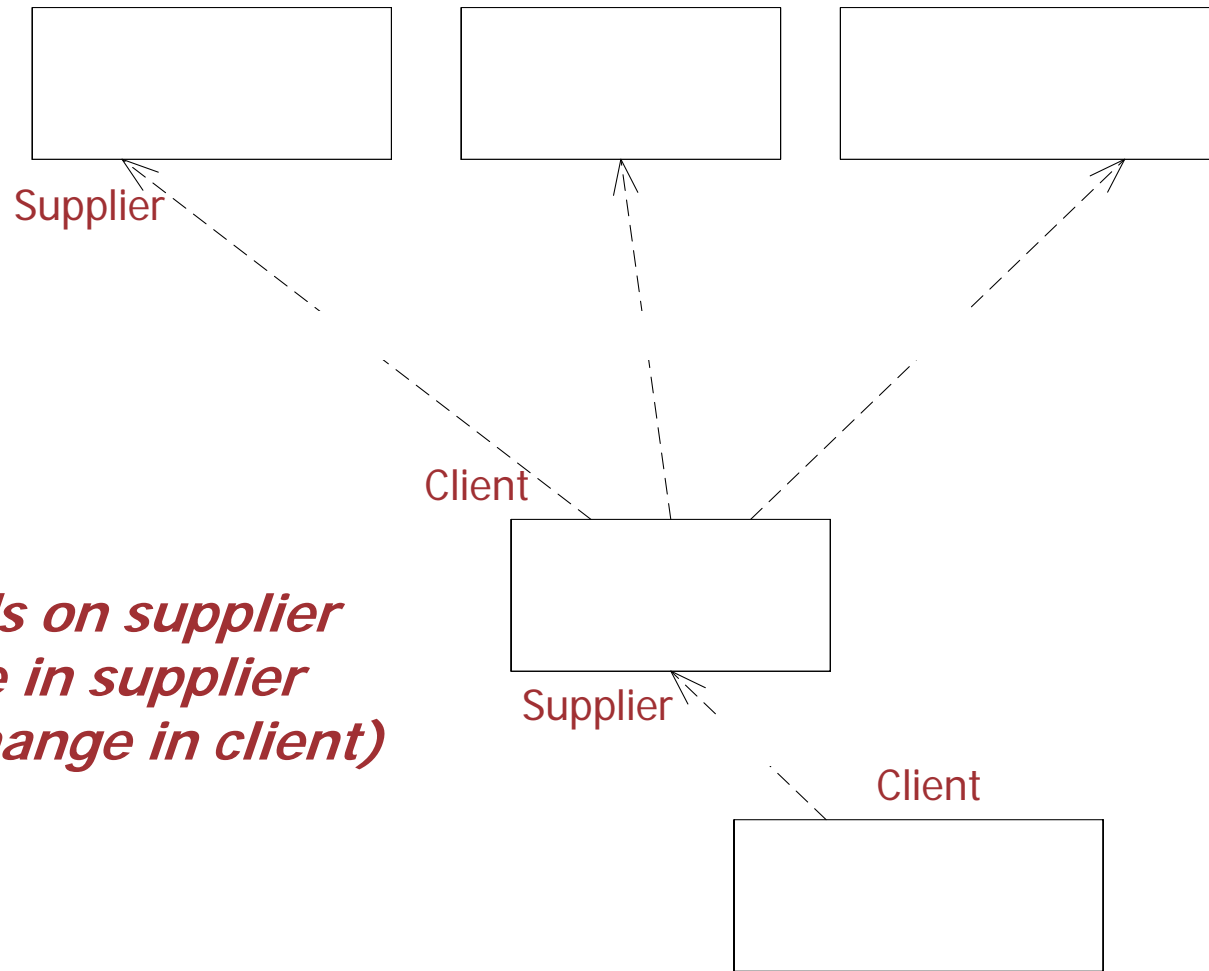 Supplier
Client
s on supplier
e in supplier
ange in client)
Supplier
Client